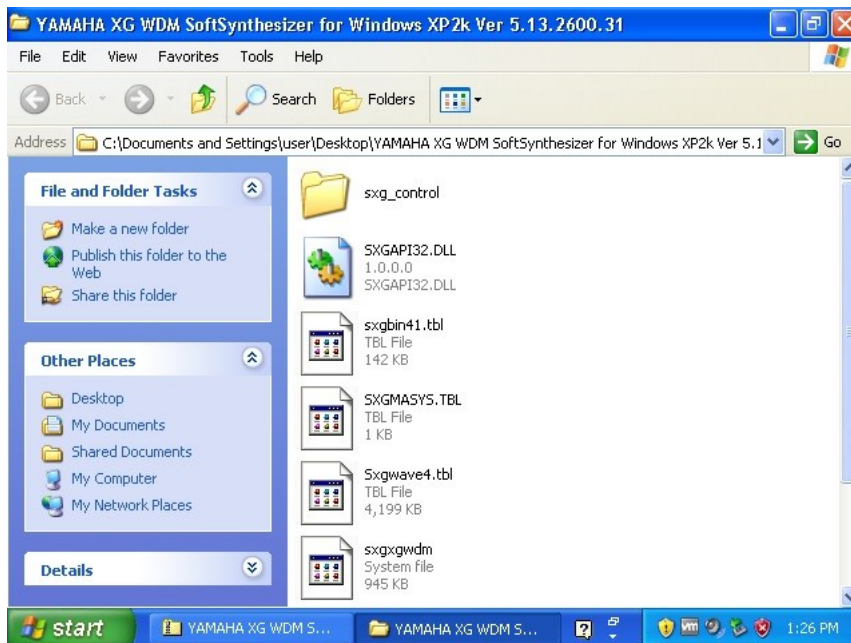 YAMAHA XG WDM SoftSynthesizer for Windows XP2k Ver 5.13.2600.31
File Edit View Favorites Tools Help
Back Search Folders
Address C:\Documents and Settings\user\Desktop\YAMAHA XG WDM SoftSynthesizer for Windows XP2k Ver 5.1 Go
File and Folder Tasks
Make a new folder
Publish this folder to the
Web
Share this folder
Other Places
Desktop
My Documents
Shared Documents
My Computer
My Network Places
Details
sxg_control
SXGAPI32.DLL
1.0.0.0
SXGAPI32.DLL
sxgbin41.tbl
TBL File
142 KB
SXGMASYS.TBL
TBL File
1 KB
Sxgwave4.tbl
TBL File
4,199 KB
sxgxgwdm
System file
945 KB
start YAMAHA XG WDM S... YAMAHA XG WDM S... 1:26 PM